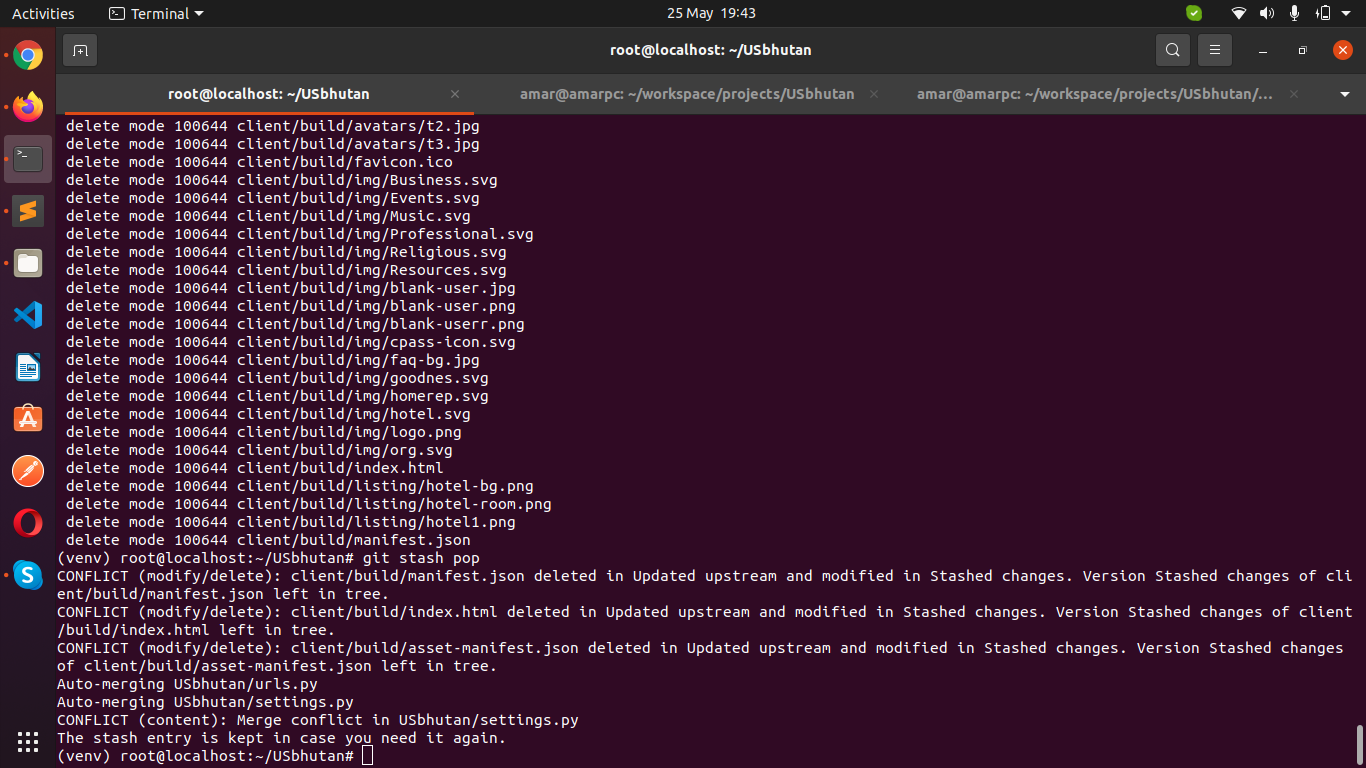 Activities
Terminal
25 May 19:43
root@localhost: ~/USbhutan
root@localhost: ~/USbhutan
amar@amarpc: ~/workspace/projects/USbhutan
amar@amarpc: ~/workspace/projects/USbhutan/...
delete mode 100644 client/build/avatars/t2.jpg
delete mode 100644 client/build/avatars/t3.jpg
delete mode 100644 client/build/favicon.ico
delete mode 100644 client/build/img/Business.svg
delete mode 100644 client/build/img/Events.svg
delete mode 100644 client/build/img/Music.svg
delete mode 100644 client/build/img/Professional.svg
delete mode 100644 client/build/img/Religious.svg
delete mode 100644 client/build/img/Resources.svg
delete mode 100644 client/build/img/blank-user.jpg
delete mode 100644 client/build/img/blank-user.png
delete mode 100644 client/build/img/blank-userr.png
delete mode 100644 client/build/img/cpass-icon.svg
delete mode 100644 client/build/img/faq-bg.jpg
delete mode 100644 client/build/img/goodnes.svg
delete mode 100644 client/build/img/homerep.svg
delete mode 100644 client/build/img/hotel.svg
delete mode 100644 client/build/img/logo.png
delete mode 100644 client/build/img/org.svg
delete mode 100644 client/build/index.html
delete mode 100644 client/build/listing/hotel-bg.png
delete mode 100644 client/build/listing/hotel-room.png
delete mode 100644 client/build/listing/hotel1.png
delete mode 100644 client/build/manifest.json
(venv) root@localhost:~/USbhutan# git stash pop
CONFLICT (modify/delete): client/build/manifest.json deleted in Updated upstream and modified in Stashed changes. Version Stashed changes of cli
ent/build/manifest.json left in tree.
CONFLICT (modify/delete): client/build/index.html deleted in Updated upstream and modified in Stashed changes. Version Stashed changes of client
/build/index.html left in tree.
CONFLICT (modify/delete): client/build/asset-manifest.json deleted in Updated upstream and modified in Stashed changes. Version Stashed changes
of client/build/asset-manifest.json left in tree.
Auto-merging USbhutan/urls.py
Auto-merging USbhutan/settings.py
CONFLICT (content): Merge conflict in USbhutan/settings.py
The stash entry is kept in case you need it again.
(venv) root@localhost:~/USbhutan#